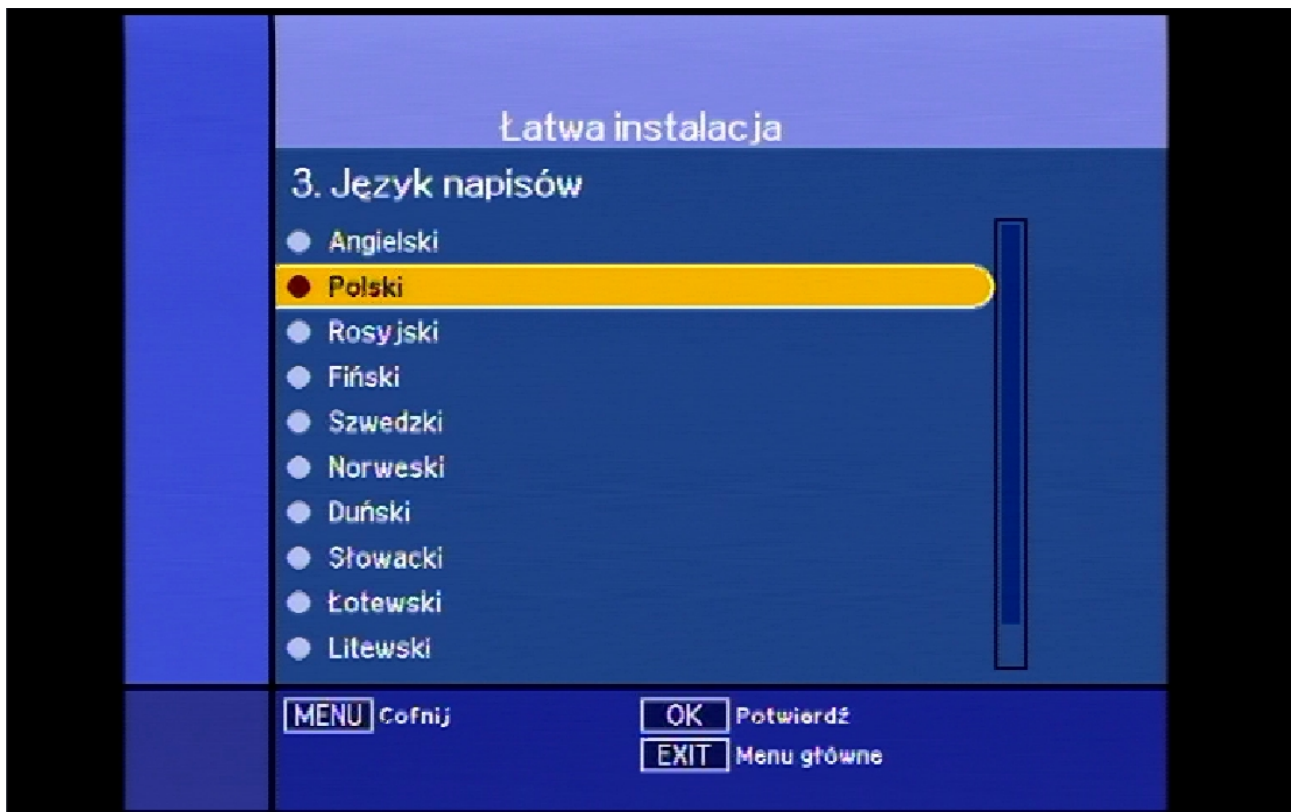 Łatwa instalacja
3. Język napisów
Angielski
Polski
Rosyjski
Fiński
Szwedzki
Norweski
Duński
Słowacki
Łotewski
Litewski
MENU Cofnij
OK Potwierdź
EXIT Menu główne